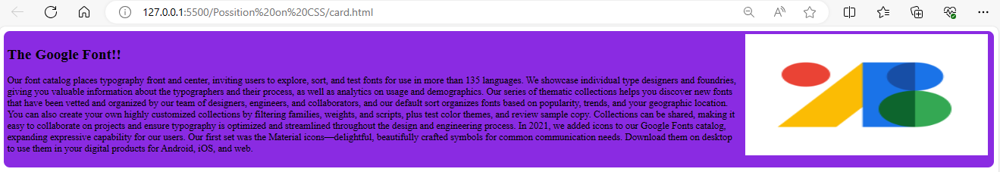 127.0.0.1:5500/Possition%20on%20CSS/card.html
The Google Font!!
Our font catalog places typography front and center, inviting users to explore, sort, and test fonts for use in more than 135 languages. We showcase individual type designers and foundries,
giving you valuable information about the typographers and their process, as well as analytics on usage and demographics. Our series of thematic collections helps you discover new fonts
that have been vetted and organized by our team of designers, engineers, and collaborators, and our default sort organizes fonts based on popularity, trends, and your geographic location.
You can also create your own highly customized collections by filtering families, weights, and scripts, plus test color themes, and review sample copy. Collections can be shared, making it
easy to collaborate on projects and ensure typography is optimized and streamlined throughout the design and engineering process. In 2021, we added icons to our Google Fonts catalog,
expanding expressive capability for our users. Our first set was the Material icons—delightful, beautifully crafted symbols for common communication needs. Download them on desktop
to use them in your digital products for Android, iOS, and web.